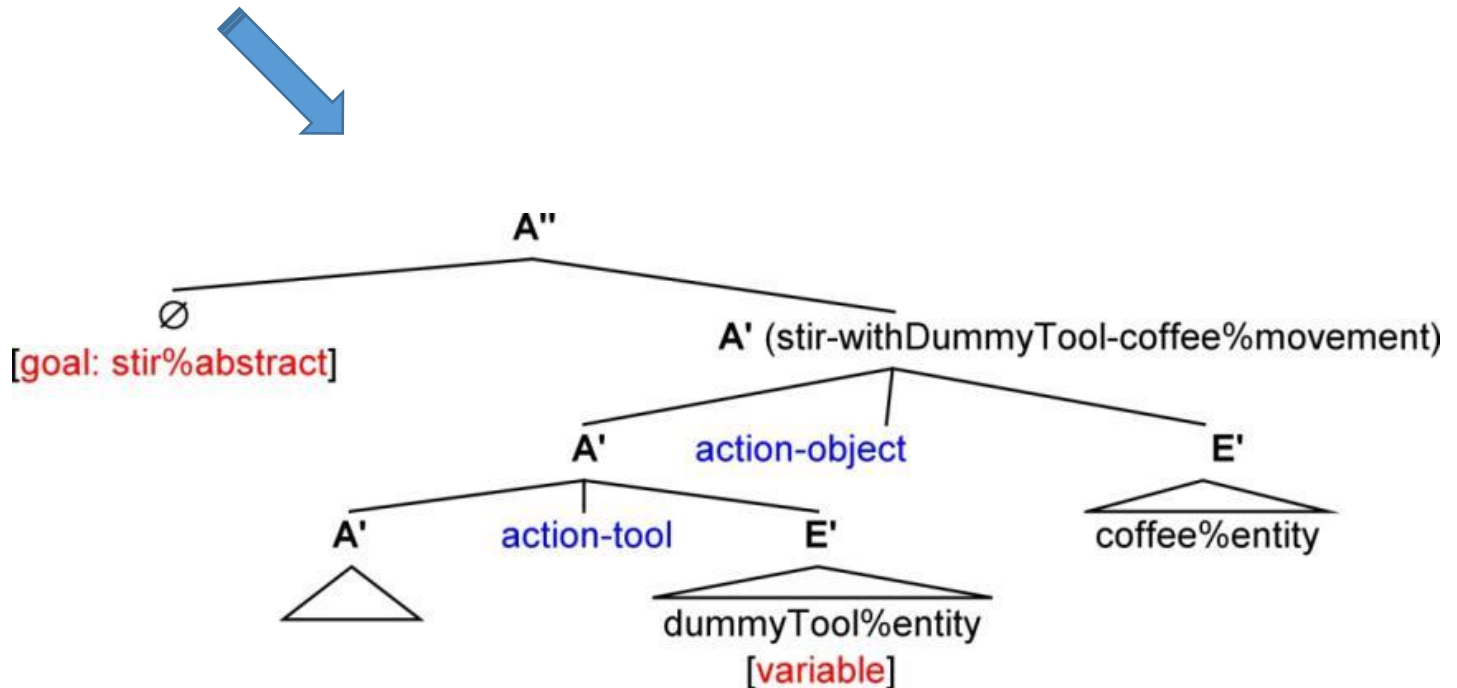 A"
∅
[goal: stir%abstract]
A' (stir-withDummyTool-coffee%movement)
A' action-object E'
A' action-tool E' coffee%entity
dummyTool%entity
[variable]